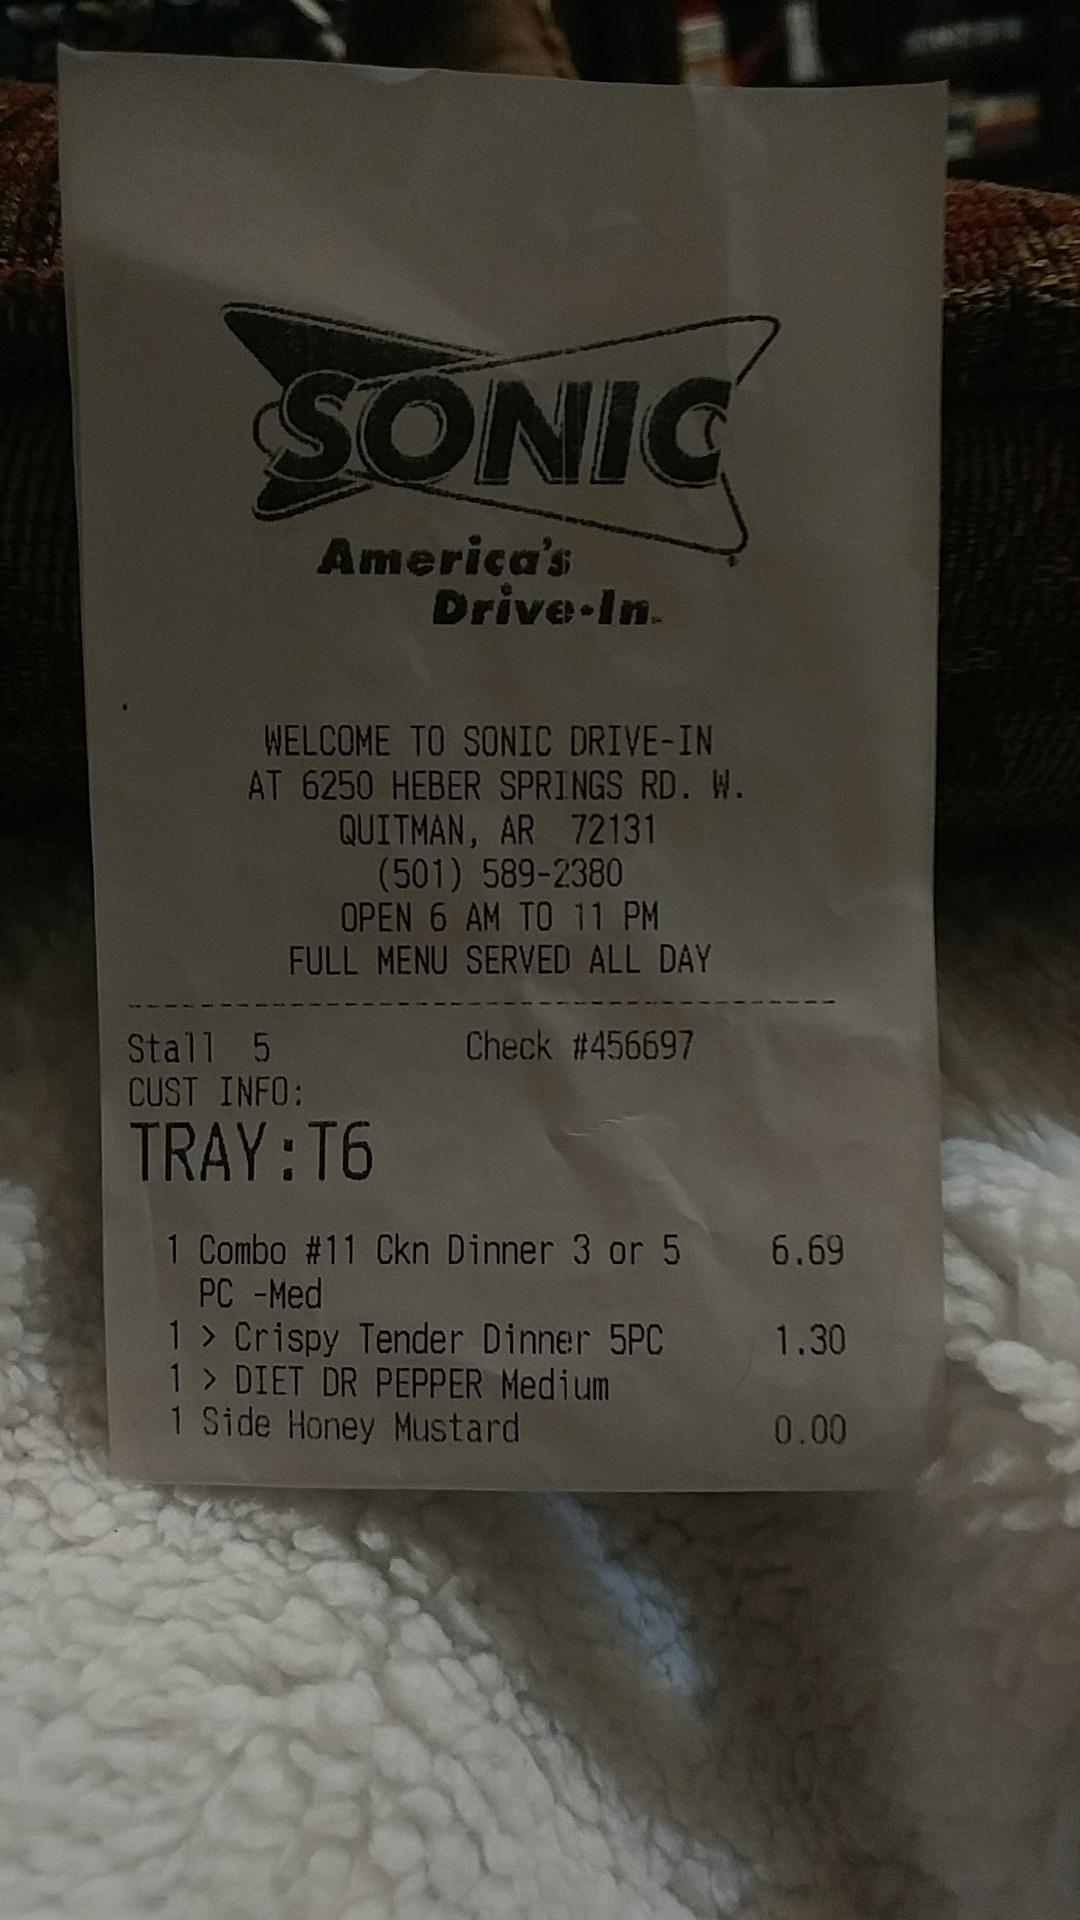 SONIC
America's
Drive-In
WELCOME TO SONIC DRIVE-IN
AT 6250 HEBER SPRINGS RD. W.
QUITMAN, AR 72131
(501) 589-2380
OPEN 6 AM TO 11 PM
FULL MENU SERVED ALL DAY
Stall 5 Check #456697
CUST INFO:
TRAY:T6
1 Combo #11 Ckn Dinner 3 or 5 6.69
PC -Med
1 > Crispy Tender Dinner 5PC 1.30
1 > DIET DR PEPPER Medium
1 Side Honey Mustard 0.00